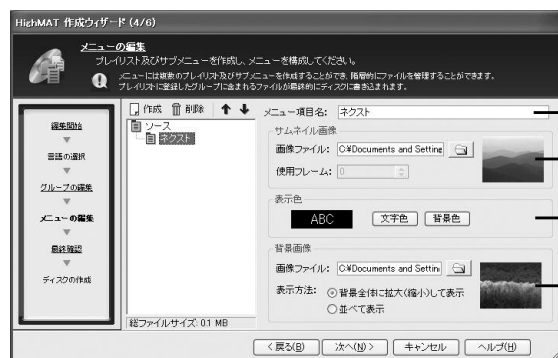 HighMAT 作成ウィザード (4/6)
メニューの編集
プレイリスト及びサブメニューを作成し、メニューを構成してください。
メニューには複数のプレイリスト及びサブメニューを作成することができ、階層的にファイルを管理することができます。
プレイリストに登録したグループに含まれるファイルが最終的にディスクに書き込まれます。
編集開始
言語の選択
グループの編集
メニューの編集
最終確認
ディスクの作成
作成 削除
ソース
ネクスト
総ファイルサイズ: 0.1 MB
メニュー項目名: ネクスト
サムネイル画像
画像ファイル: C:¥Documents and Setting
使用フレーム: 0
表示色
ABC 文字色 背景色
背景画像
画像ファイル: C:¥Documents and Settin
表示方法: 背景全体に拡大(縮小)して表示
並べて表示
< 戻る(B) 次へ(N) > キャンセル ヘルプ(H)